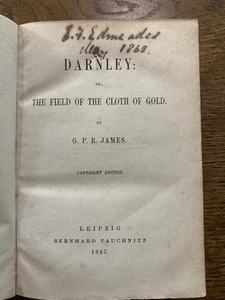 E. F. Edmeades
May 1868.
DARNLEY:
OR,
THE FIELD OF THE CLOTH OF GOLD.
BY
G. P. R. JAMES.
COPYRIGHT EDITION.
LEIPZIG
BERNHARD TAUCHNITZ
1847.